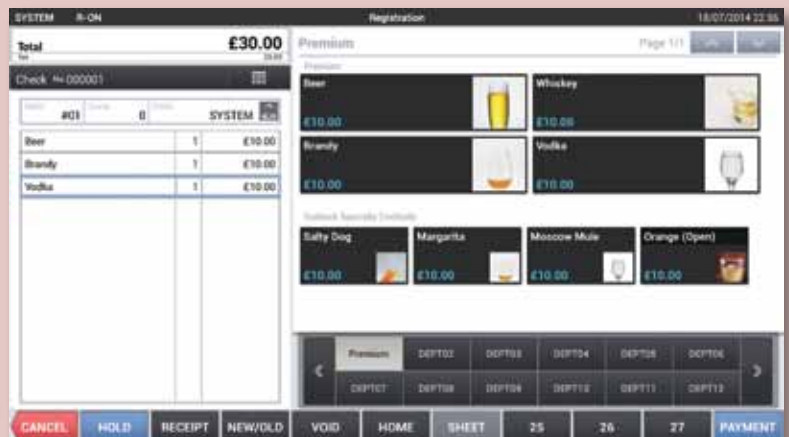 SYSTEM R-ON Registration 18/07/2014 22:56
Total £30.00
Premium Page 1/1
Check No 000001
Premium
Beer £10.00
Whiskey £10.00
Brandy £10.00
Vodka £10.00
#01 0 SYSTEM
Beer 1 £10.00
Brandy 1 £10.00
Vodka 1 £10.00
Salty Dog £10.00
Margarita £10.00
Moscow Mule £10.00
Orange (Open) £10.00
Premium DEPT02 DEPT03 DEPT04 DEPT05 DEPT06
DEPT07 DEPT08 DEPT09 DEPT10 DEPT11 DEPT12
CANCEL HOLD RECEIPT NEW/OLD VOID HOME SHEET 25 26 27 PAYMENT